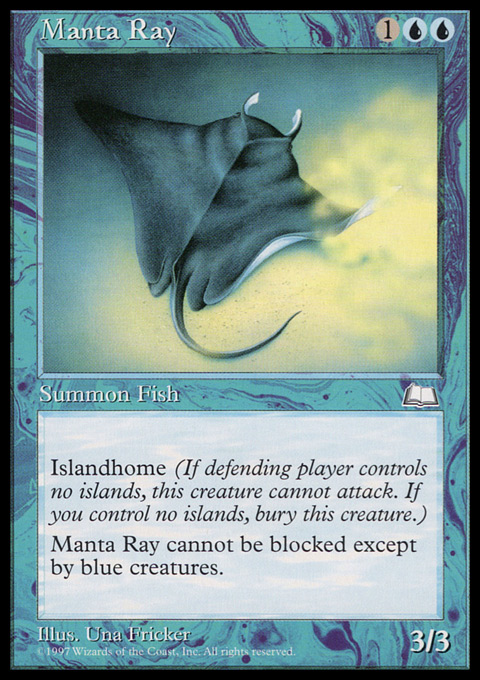 Manta Ray 1
Summon Fish
Islandhome (If defending player controls
no islands, this creature cannot attack. If
you control no islands, bury this creature.)
Manta Ray cannot be blocked except
by blue creatures.
Illus. Una Fricker
©1997 Wizards of the Coast, Inc. All rights reserved.
3/3